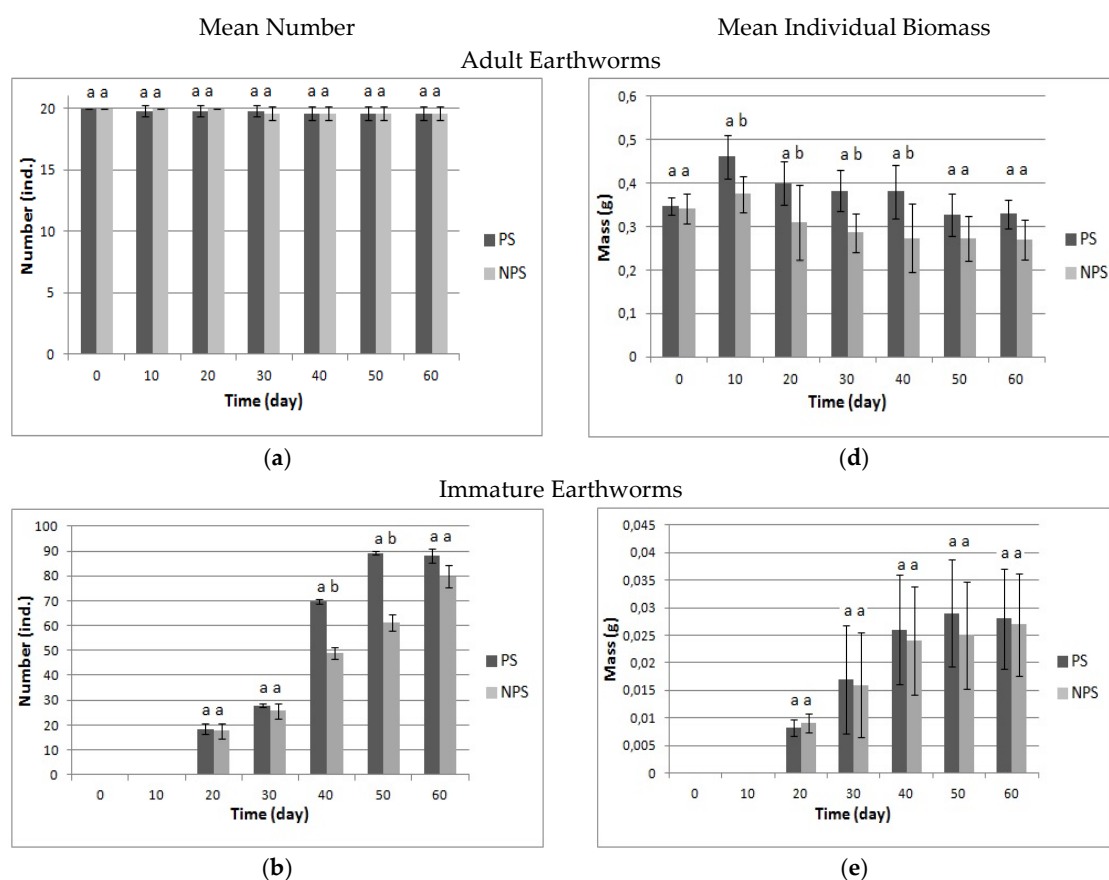 Mean Number
Mean Individual Biomass
Adult Earthworms
Number (ind.)
20
15
10
5
0
a a a a a a a a a a a a a a
PS
NPS
0 10 20 30 40 50 60
Time (day)
(a)
Mass (g)
0,6
0,5
0,4
0,3
0,2
0,1
0
a a a b a b a b a b a a a a
PS
NPS
0 10 20 30 40 50 60
Time (day)
(d)
Immature Earthworms
Number (ind.)
100
90
80
70
60
50
40
30
20
10
0
a a a a a b a b a a
PS
NPS
0 10 20 30 40 50 60
Time (day)
(b)
Mass (g)
0,045
0,04
0,035
0,03
0,025
0,02
0,015
0,01
0,005
0
a a a a a a a a a a
PS
NPS
0 10 20 30 40 50 60
Time (day)
(e)